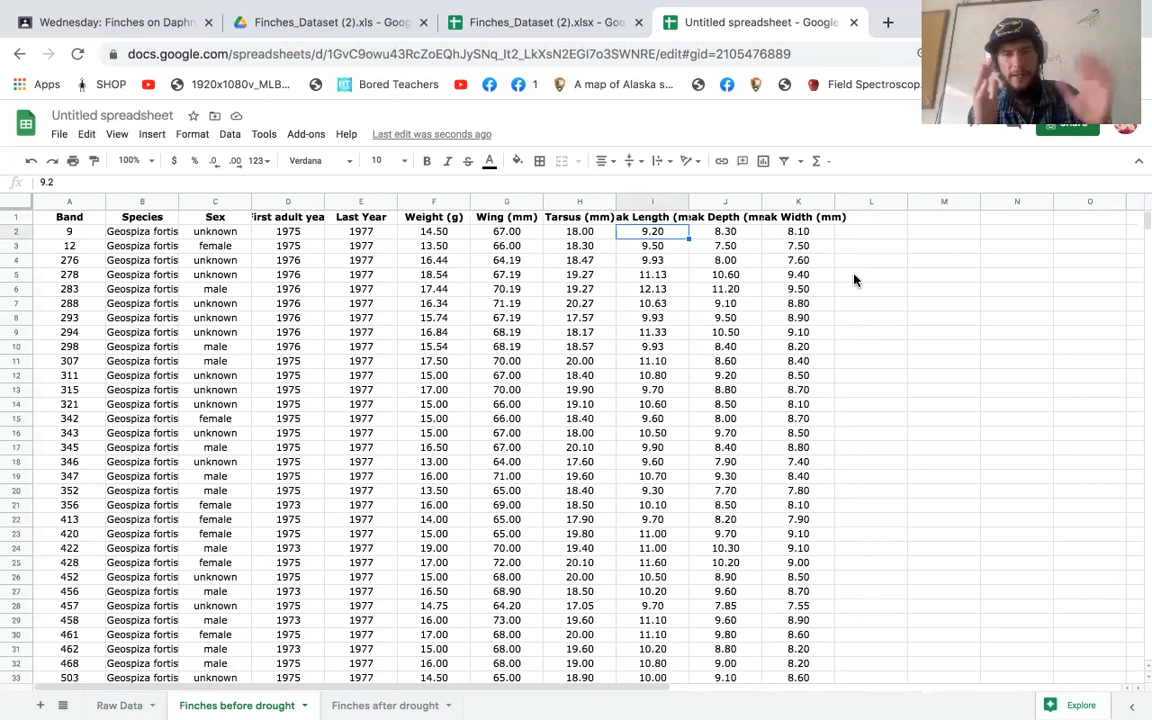 Wednesday: Finches on Daphn
Finches_Dataset (2).xls - Goog
Finches_Dataset (2).xlsx - Goog
Untitled spreadsheet - Google
docs.google.com/spreadsheets/d/1GvC9owu43RcZoEQhJySNq_It2_LkXsN2EGI7o3SWNRE/edit#gid=2105476889
Apps SHOP 1920x1080v_MLB... Bored Teachers 1 A map of Alaska s... Field Spectroscop
Untitled spreadsheet
File Edit View Insert Format Data Tools Add-ons Help Last edit was seconds ago
100% $ % .0 .00 123 Verdana 10 B I S A
fx 9.2
A B C D E F G H I J K L M N O
1 Band Species Sex First adult yea Last Year Weight (g) Wing (mm) Tarsus (mm) ak Length (m ak Depth (m ak Width (mm)
2 9 Geospiza fortis unknown 1975 1977 14.50 67.00 18.00 9.20 8.30 8.10
3 12 Geospiza fortis female 1975 1977 13.50 66.00 18.30 9.50 7.50 7.50
4 276 Geospiza fortis unknown 1976 1977 16.44 64.19 18.47 9.93 8.00 7.60
5 278 Geospiza fortis unknown 1976 1977 18.54 67.19 19.27 11.13 10.60 9.40
6 283 Geospiza fortis male 1976 1977 17.44 70.19 19.27 12.13 11.20 9.50
7 288 Geospiza fortis unknown 1976 1977 16.34 71.19 20.27 10.63 9.10 8.80
8 293 Geospiza fortis unknown 1976 1977 15.74 67.19 17.57 9.93 9.50 8.90
9 294 Geospiza fortis unknown 1976 1977 16.84 68.19 18.17 11.33 10.50 9.10
10 298 Geospiza fortis male 1976 1977 15.54 68.19 18.57 9.93 8.40 8.20
11 307 Geospiza fortis male 1975 1977 17.50 70.00 20.00 11.10 8.60 8.40
12 311 Geospiza fortis unknown 1975 1977 15.00 67.00 18.40 10.80 9.20 8.50
13 315 Geospiza fortis unknown 1975 1977 17.00 70.00 19.90 9.70 8.80 8.70
14 321 Geospiza fortis unknown 1975 1977 15.00 66.00 19.10 10.60 8.50 8.10
15 342 Geospiza fortis female 1975 1977 15.00 66.00 18.40 9.60 8.00 8.70
16 343 Geospiza fortis unknown 1975 1977 15.00 67.00 18.00 10.50 9.70 8.50
17 345 Geospiza fortis male 1975 1977 16.50 67.00 20.10 9.90 8.40 8.80
18 346 Geospiza fortis unknown 1975 1977 13.00 64.00 17.60 9.60 7.90 7.40
19 347 Geospiza fortis male 1975 1977 16.00 71.00 19.60 10.70 9.30 8.40
20 352 Geospiza fortis male 1975 1977 13.50 65.00 18.40 9.30 7.70 7.80
21 356 Geospiza fortis female 1973 1977 16.00 69.00 18.50 10.10 8.50 8.10
22 413 Geospiza fortis female 1975 1977 14.00 65.00 17.90 9.70 8.20 7.90
23 420 Geospiza fortis female 1975 1977 15.00 65.00 19.80 11.00 9.70 9.10
24 422 Geospiza fortis male 1973 1977 19.00 70.00 19.40 11.00 10.30 9.10
25 428 Geospiza fortis female 1975 1977 17.00 72.00 20.10 11.60 10.20 9.00
26 452 Geospiza fortis unknown 1975 1977 15.00 68.00 20.00 10.50 8.90 8.50
27 456 Geospiza fortis male 1973 1977 16.50 68.90 18.50 10.20 9.60 8.70
28 457 Geospiza fortis unknown 1975 1977 14.75 64.20 17.05 9.70 7.85 7.55
29 458 Geospiza fortis male 1973 1977 16.00 73.00 19.60 11.10 9.60 8.90
30 461 Geospiza fortis female 1975 1977 17.00 68.00 20.00 11.10 9.80 8.60
31 462 Geospiza fortis male 1975 1977 15.00 68.00 19.60 10.20 8.80 8.20
32 468 Geospiza fortis male 1975 1977 16.00 68.00 19.00 10.80 9.00 8.20
33 503 Geospiza fortis unknown 1975 1977 14.50 65.00 18.90 10.00 9.10 8.60
Raw Data Finches before drought Finches after drought Explore